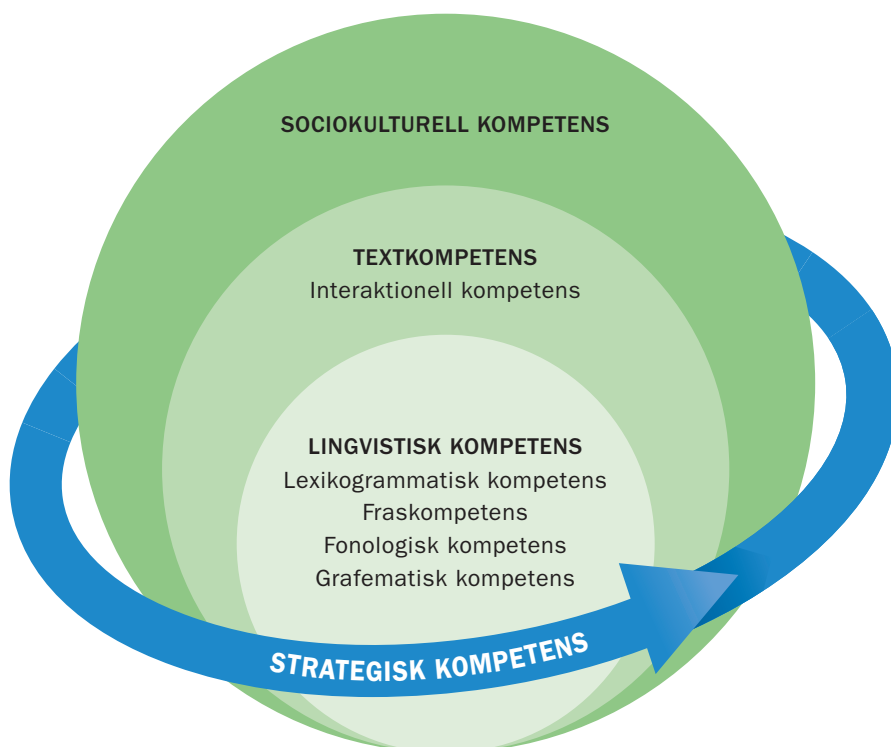 SOCIOKULTURELL KOMPETENS
TEXTKOMPETENS
Interaktionell kompetens
LINGVISTISK KOMPETENS
Lexikogrammatisk kompetens
Fraskompetens
Fonologisk kompetens
Grafematisk kompetens
STRATEGISK KOMPETENS